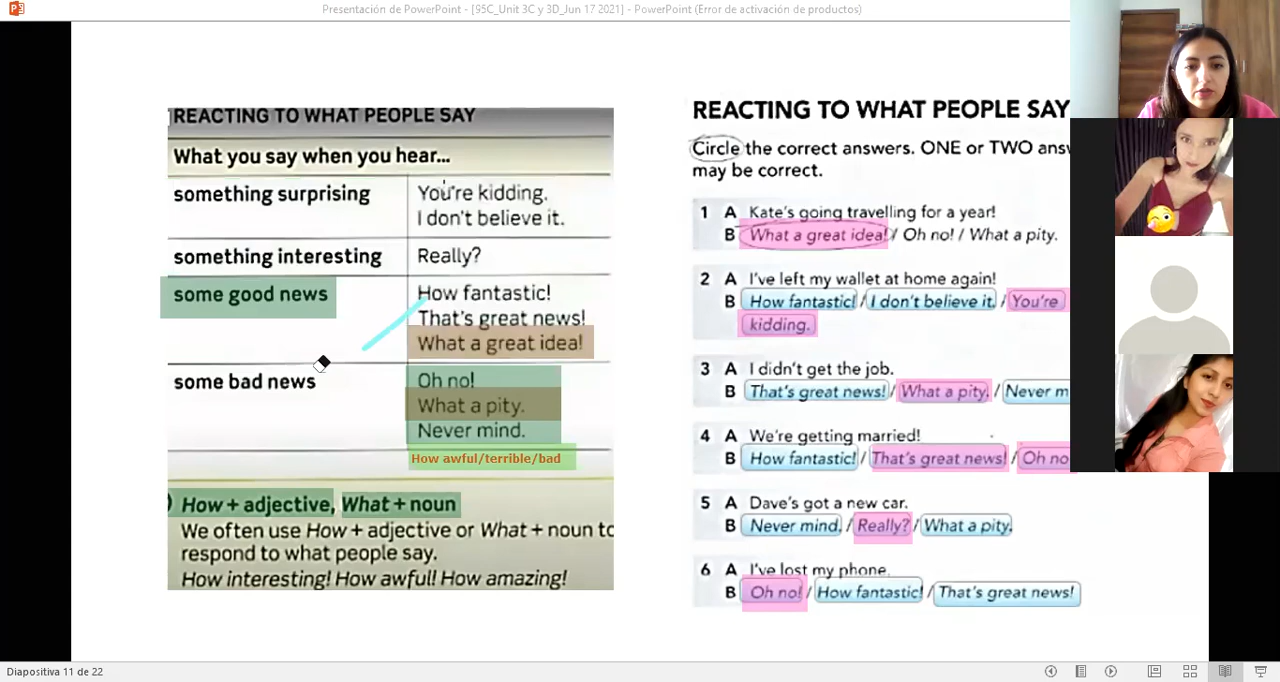 Presentación de PowerPoint - [95C_Unit 3C y 3D_Jun 17 2021] - PowerPoint (Error de activación de productos)
REACTING TO WHAT PEOPLE SAY
What you say when you hear...
something surprising
You're kidding.
I don't believe it.
something interesting
Really?
some good news
How fantastic!
That's great news!
What a great idea!
some bad news
Oh no!
What a pity.
Never mind.
How awful/terrible/bad
How + adjective, What + noun
We often use How + adjective or What + noun to
respond to what people say.
How interesting! How awful! How amazing!
REACTING TO WHAT PEOPLE SAY
Circle the correct answers. ONE or TWO
may be correct.
1 A Kate's going travelling for a year!
B What a great idea! / Oh no! / What a pity.
2 A I've left my wallet at home again!
B How fantastic! / I don't believe it. / You're
kidding.
3 A I didn't get the job.
B That's great news! / What a pity. / Never
4 A We're getting married!
B How fantastic! / That's great news! / Oh no
5 A Dave's got a new car.
B Never mind. / Really? / What a pity.
6 A I've lost my phone.
B Oh no! / How fantastic! / That's great news!
Diapositiva 11 de 22